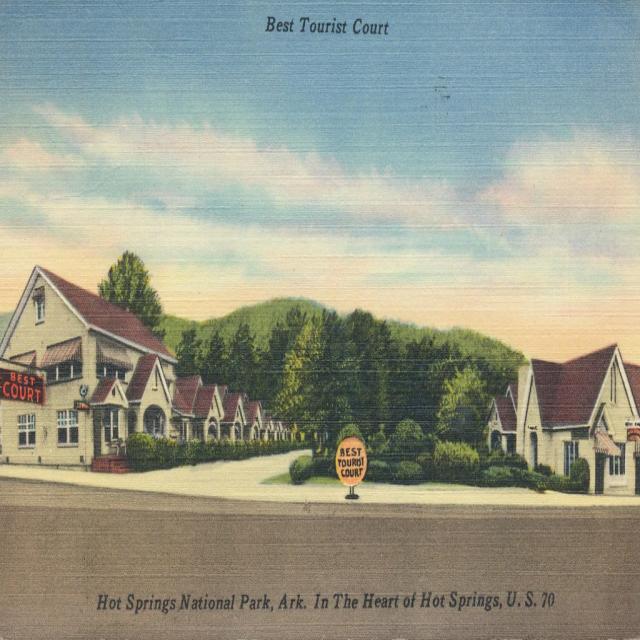 Best Tourist Court
BEST
COURT
BEST
TOURIST
COURT
Hot Springs National Park, Ark. In The Heart of Hot Springs, U. S. 70